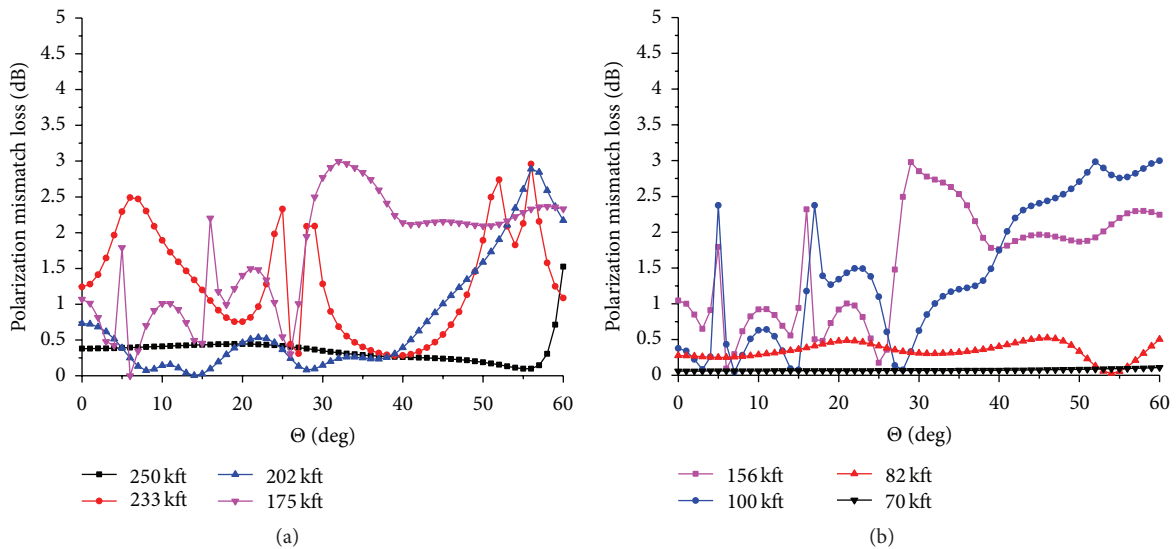 5
4.5
4
3.5
3
2.5
2
1.5
1
0.5
0
Polarization mismatch loss (dB)
0 10 20 30 40 50 60
Θ (deg)
250 kft
233 kft
202 kft
175 kft
(a)
5
4.5
4
3.5
3
2.5
2
1.5
1
0.5
0
Polarization mismatch loss (dB)
0 10 20 30 40 50 60
Θ (deg)
156 kft
100 kft
82 kft
70 kft
(b)